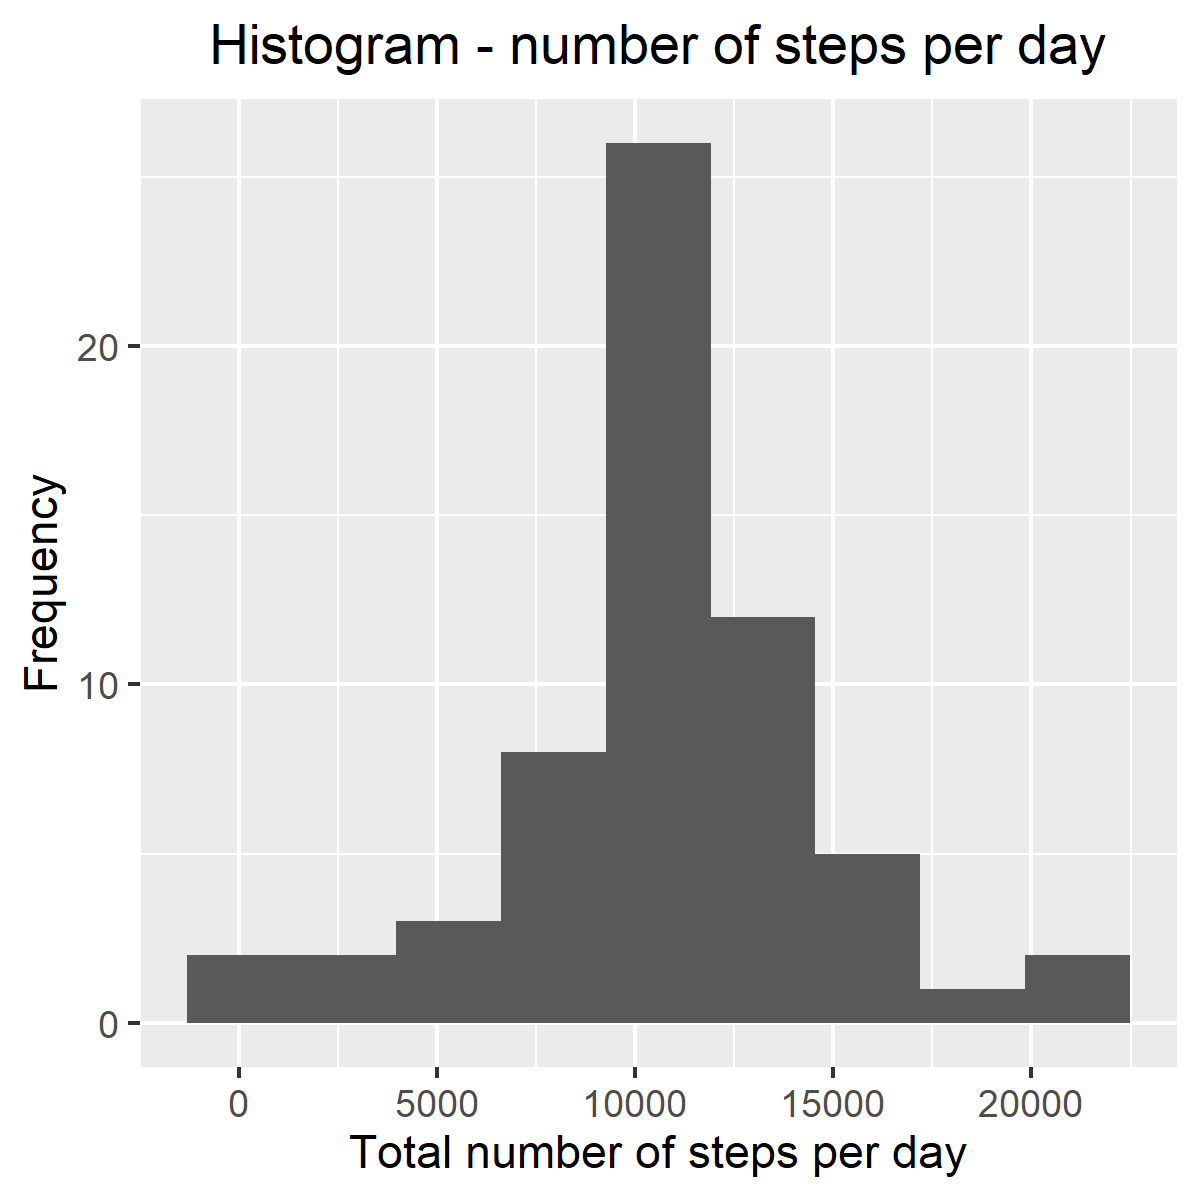 Histogram - number of steps per day
Frequency
20
10
0
0 5000 10000 15000 20000
Total number of steps per day